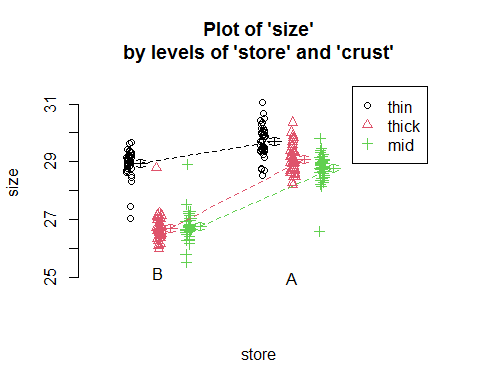 Plot of 'size'
by levels of 'store' and 'crust'
thin
thick
mid
size
31
29
27
25
B
A
store